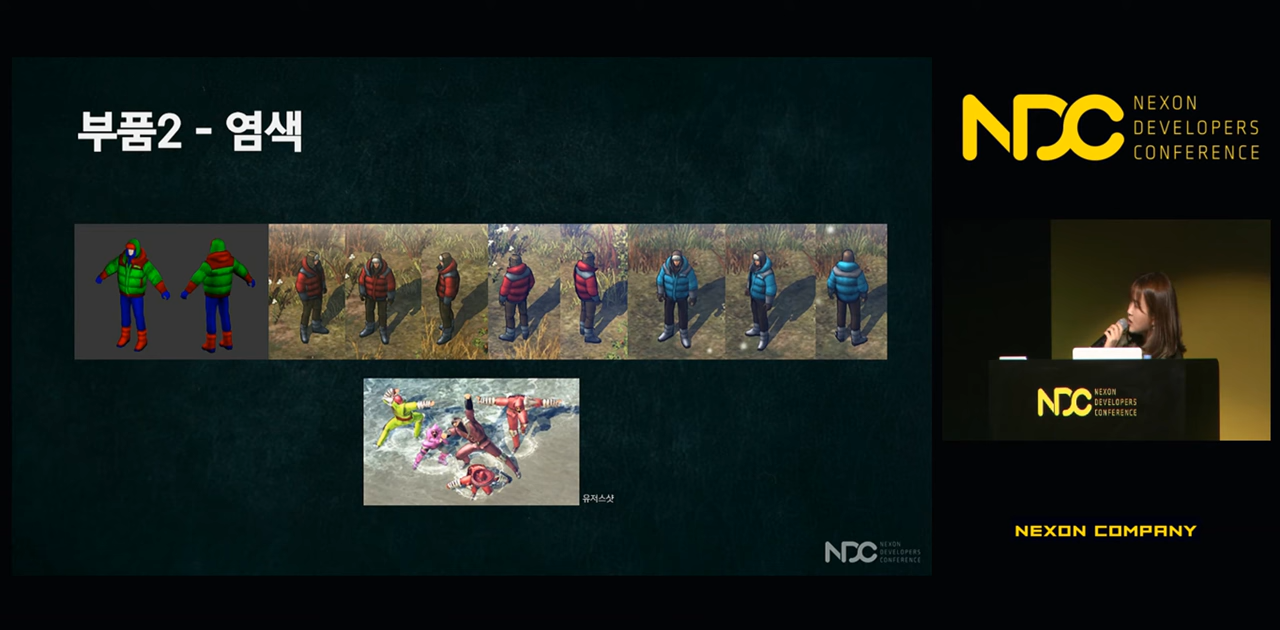 부품2 - 염색
유저스샷
NDC NEXON
DEVELOPERS
CONFERENCE
NDC NEXON
DEVELOPERS
CONFERENCE
NDC NEXON
DEVELOPERS
CONFERENCE
NEXON COMPANY